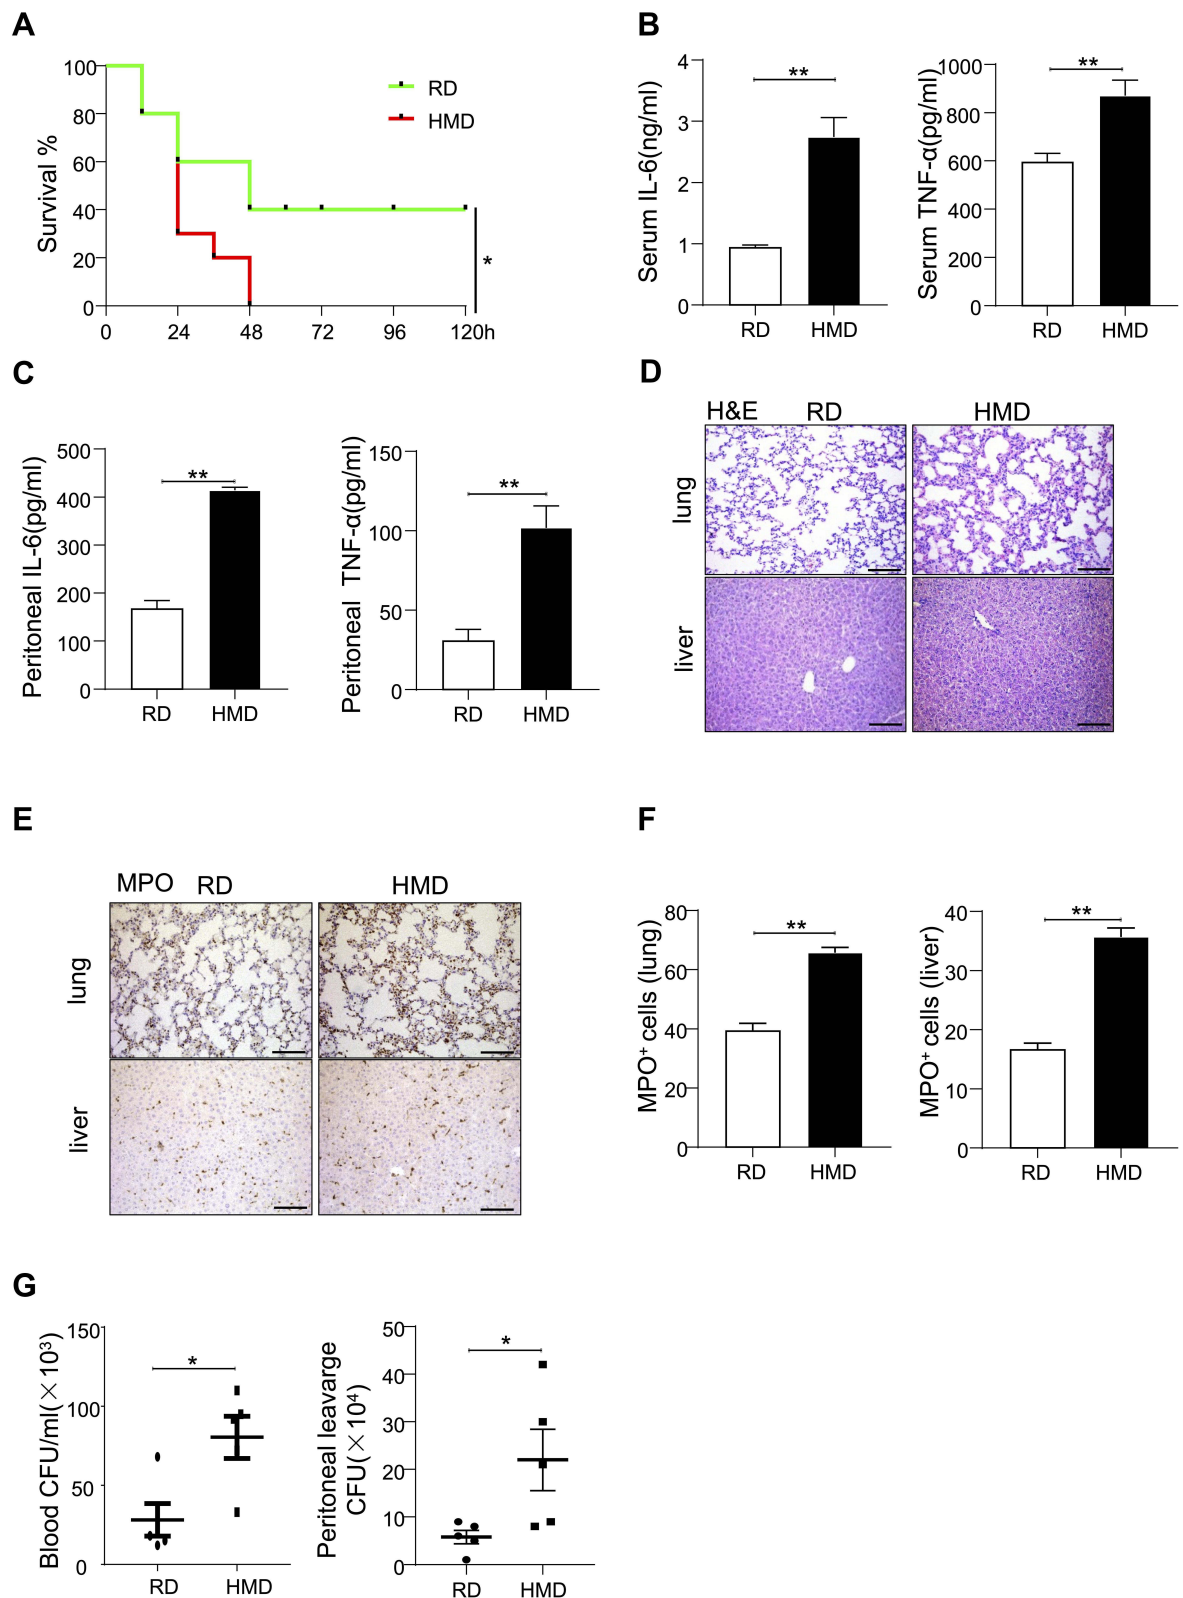 A
100
80
60
40
20
0
Survival %
0 24 48 72 96 120h
RD
HMD
*
B
4
3
2
1
0
Serum IL-6(ng/ml)
**
RD HMD
1000
800
600
400
200
0
Serum TNF-α(pg/ml)
**
RD HMD
C
500
400
300
200
100
0
Peritoneal IL-6(pg/ml)
**
RD HMD
150
100
50
0
Peritoneal TNF-α(pg/ml)
**
RD HMD
D
H&E RD HMD
lung
liver
E
MPO RD HMD
lung
liver
F
80
60
40
20
0
MPO⁺ cells (lung)
**
RD HMD
40
30
20
10
0
MPO⁺ cells (liver)
**
RD HMD
G
150
100
50
0
Blood CFU/ml(×10³)
*
RD HMD
50
40
30
20
10
0
Peritoneal leavarge
CFU(×10⁴)
*
RD HMD